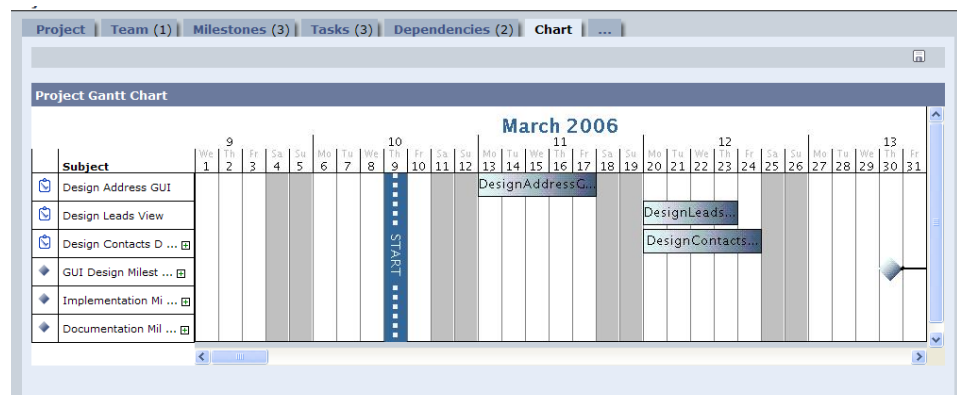 Project Team (1) Milestones (3) Tasks (3) Dependencies (2) Chart ...
Project Gantt Chart
March 2006
9 10 11 12 13
We Th Fr Sa Su Mo Tu We Th Fr Sa Su Mo Tu We Th Fr Sa Su Mo Tu We Th Fr Sa Su Mo Tu We Th Fr
Subject 1 2 3 4 5 6 7 8 9 10 11 12 13 14 15 16 17 18 19 20 21 22 23 24 25 26 27 28 29 30 31
Design Address GUI DesignAddressG...
Design Leads View DesignLeads...
Design Contacts D ... DesignContacts...
START
GUI Design Milest ...
Implementation Mi ...
Documentation Mil ...